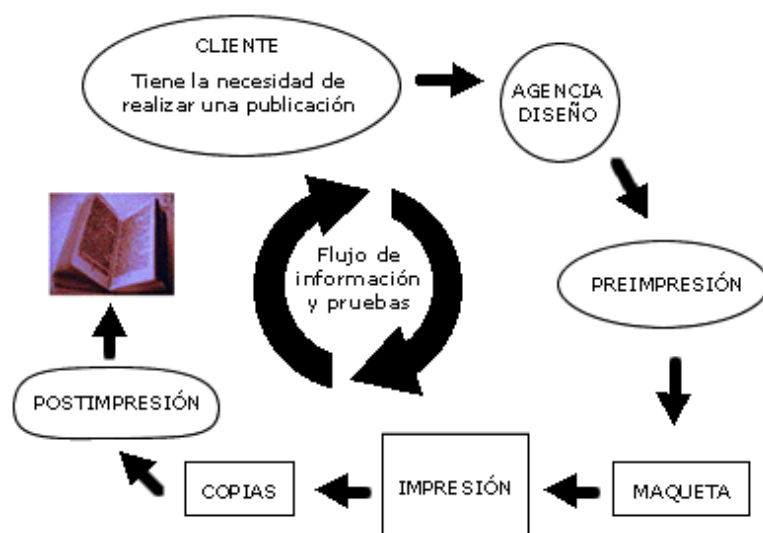 CLIENTE
Tiene la necesidad de
realizar una publicación
AGENCIA
DISEÑO
PREIMPRESIÓN
MAQUETA
IMPRESIÓN
COPIAS
POSTIMPRESIÓN
Flujo de
información
y pruebas